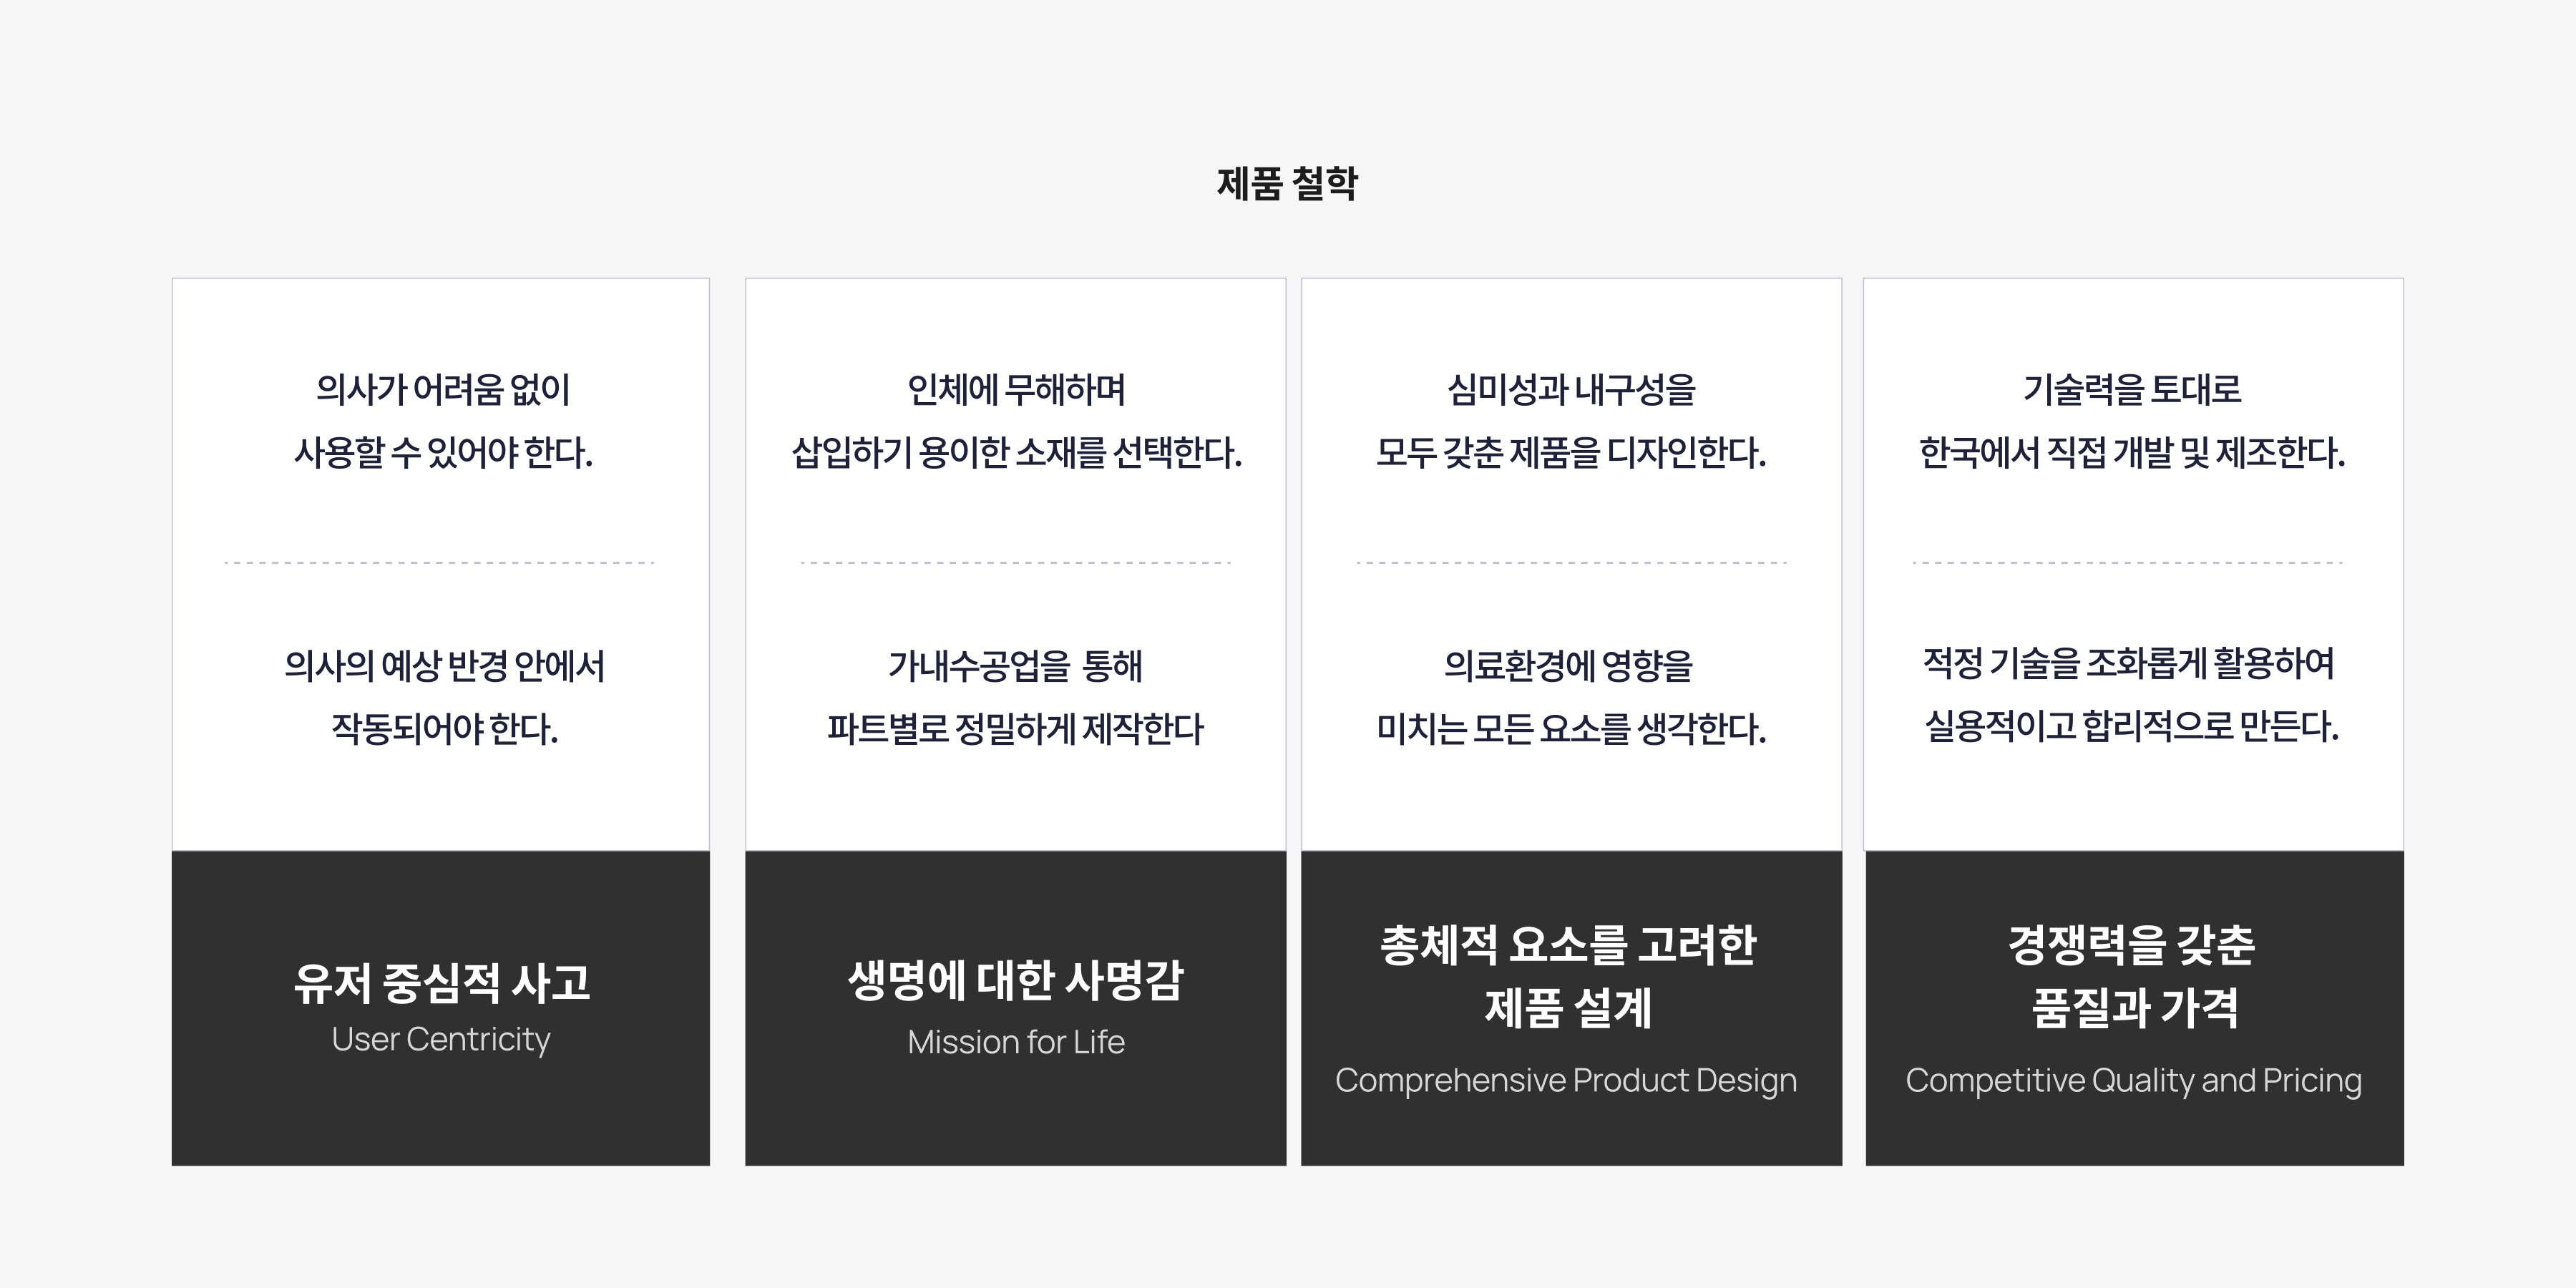 제품 철학
의사가 어려움 없이
사용할 수 있어야 한다.
의사의 예상 반경 안에서
작동되어야 한다.
유저 중심적 사고
User Centricity
인체에 무해하며
삽입하기 용이한 소재를 선택한다.
가내수공업을 통해
파트별로 정밀하게 제작한다
생명에 대한 사명감
Mission for Life
심미성과 내구성을
모두 갖춘 제품을 디자인한다.
의료환경에 영향을
미치는 모든 요소를 생각한다.
총체적 요소를 고려한
제품 설계
Comprehensive Product Design
기술력을 토대로
한국에서 직접 개발 및 제조한다.
적정 기술을 조화롭게 활용하여
실용적이고 합리적으로 만든다.
경쟁력을 갖춘
품질과 가격
Competitive Quality and Pricing